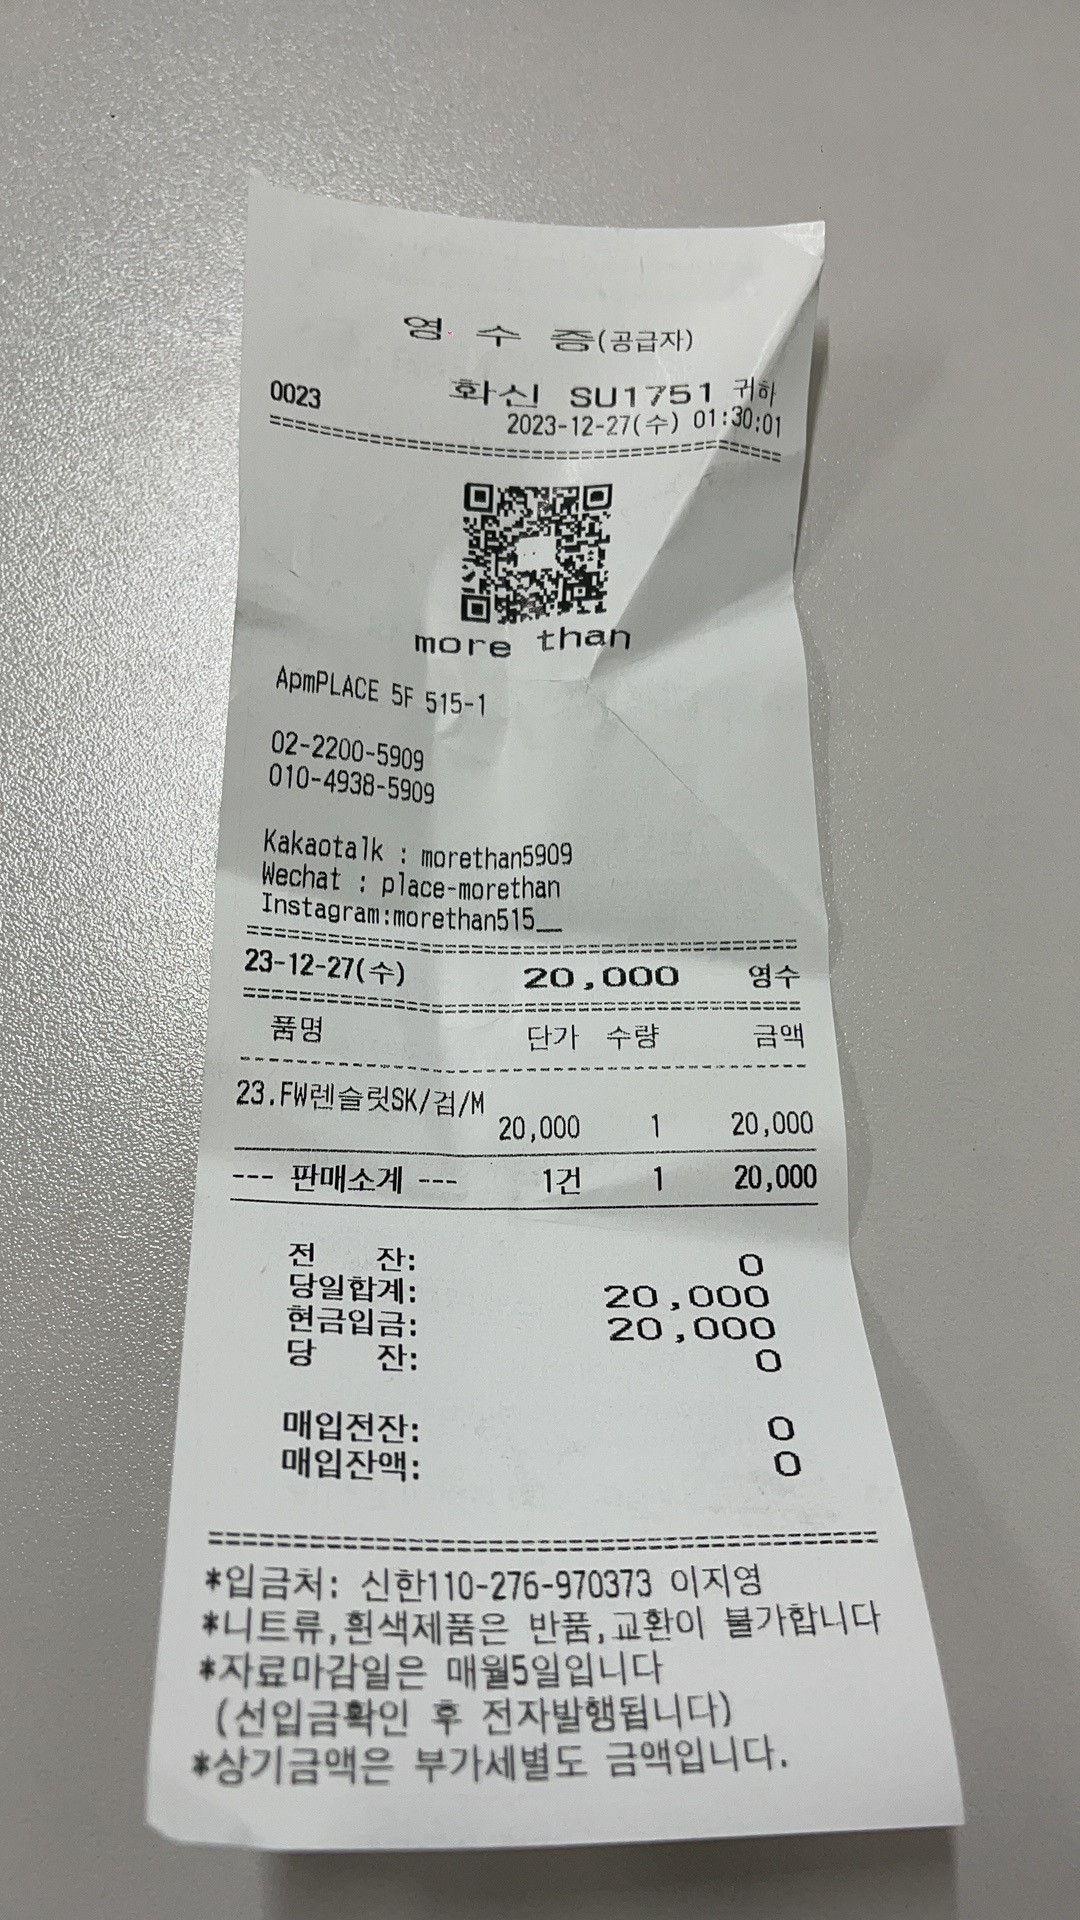 영 수 증(공급자)
0023 화신 SU1751 귀하
2023-12-27(수) 01:30:01
more than
ApmPLACE 5F 515-1
02-2200-5909
010-4938-5909
Kakaotalk : morethan5909
Wechat : place-morethan
Instagram:morethan515__
23-12-27(수) 20,000 영수
품명 단가 수량 금액
23.FW렌슬릿SK/검/M
20,000 1 20,000
--- 판매소계 --- 1건 1 20,000
전 잔: 0
당일합계: 20,000
현금입금: 20,000
당 잔: 0
매입전잔: 0
매입잔액: 0
*입금처: 신한110-276-970373 이지영
*니트류,흰색제품은 반품,교환이 불가합니다
*자료마감일은 매월5일입니다
(선입금확인 후 전자발행됩니다)
*상기금액은 부가세별도 금액입니다.